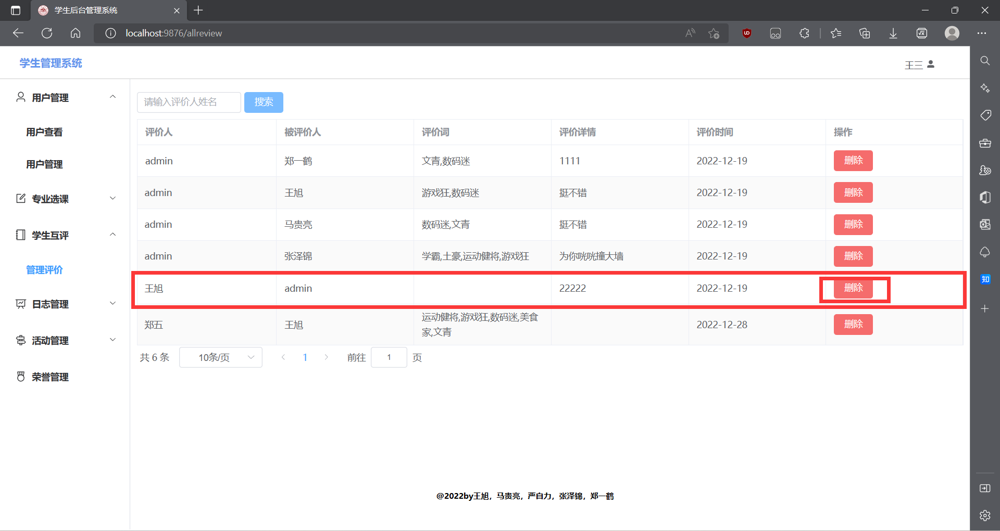 学生后台管理系统
localhost:9876/allreview
学生管理系统
王三
用户管理
用户查看
用户管理
专业选课
学生互评
管理评价
日志管理
活动管理
荣誉管理
请输入评价人姓名 搜索
评价人 被评价人 评价词 评价详情 评价时间 操作
admin 郑一鹤 文青,数码迷 1111 2022-12-19 删除
admin 王旭 游戏狂,数码迷 挺不错 2022-12-19 删除
admin 马贵亮 数码迷,文青 挺不错 2022-12-19 删除
admin 张泽锦 学霸,土豪,运动健将,游戏狂 为你咣咣撞大墙 2022-12-19 删除
王旭 admin 22222 2022-12-19 删除
郑五 王旭 运动健将,游戏狂,数码迷,美食 2022-12-28 删除
家,文青
共 6 条 10条/页 1 前往 1 页
@2022by王旭，马贵亮，严自力，张泽锦，郑一鹤
知